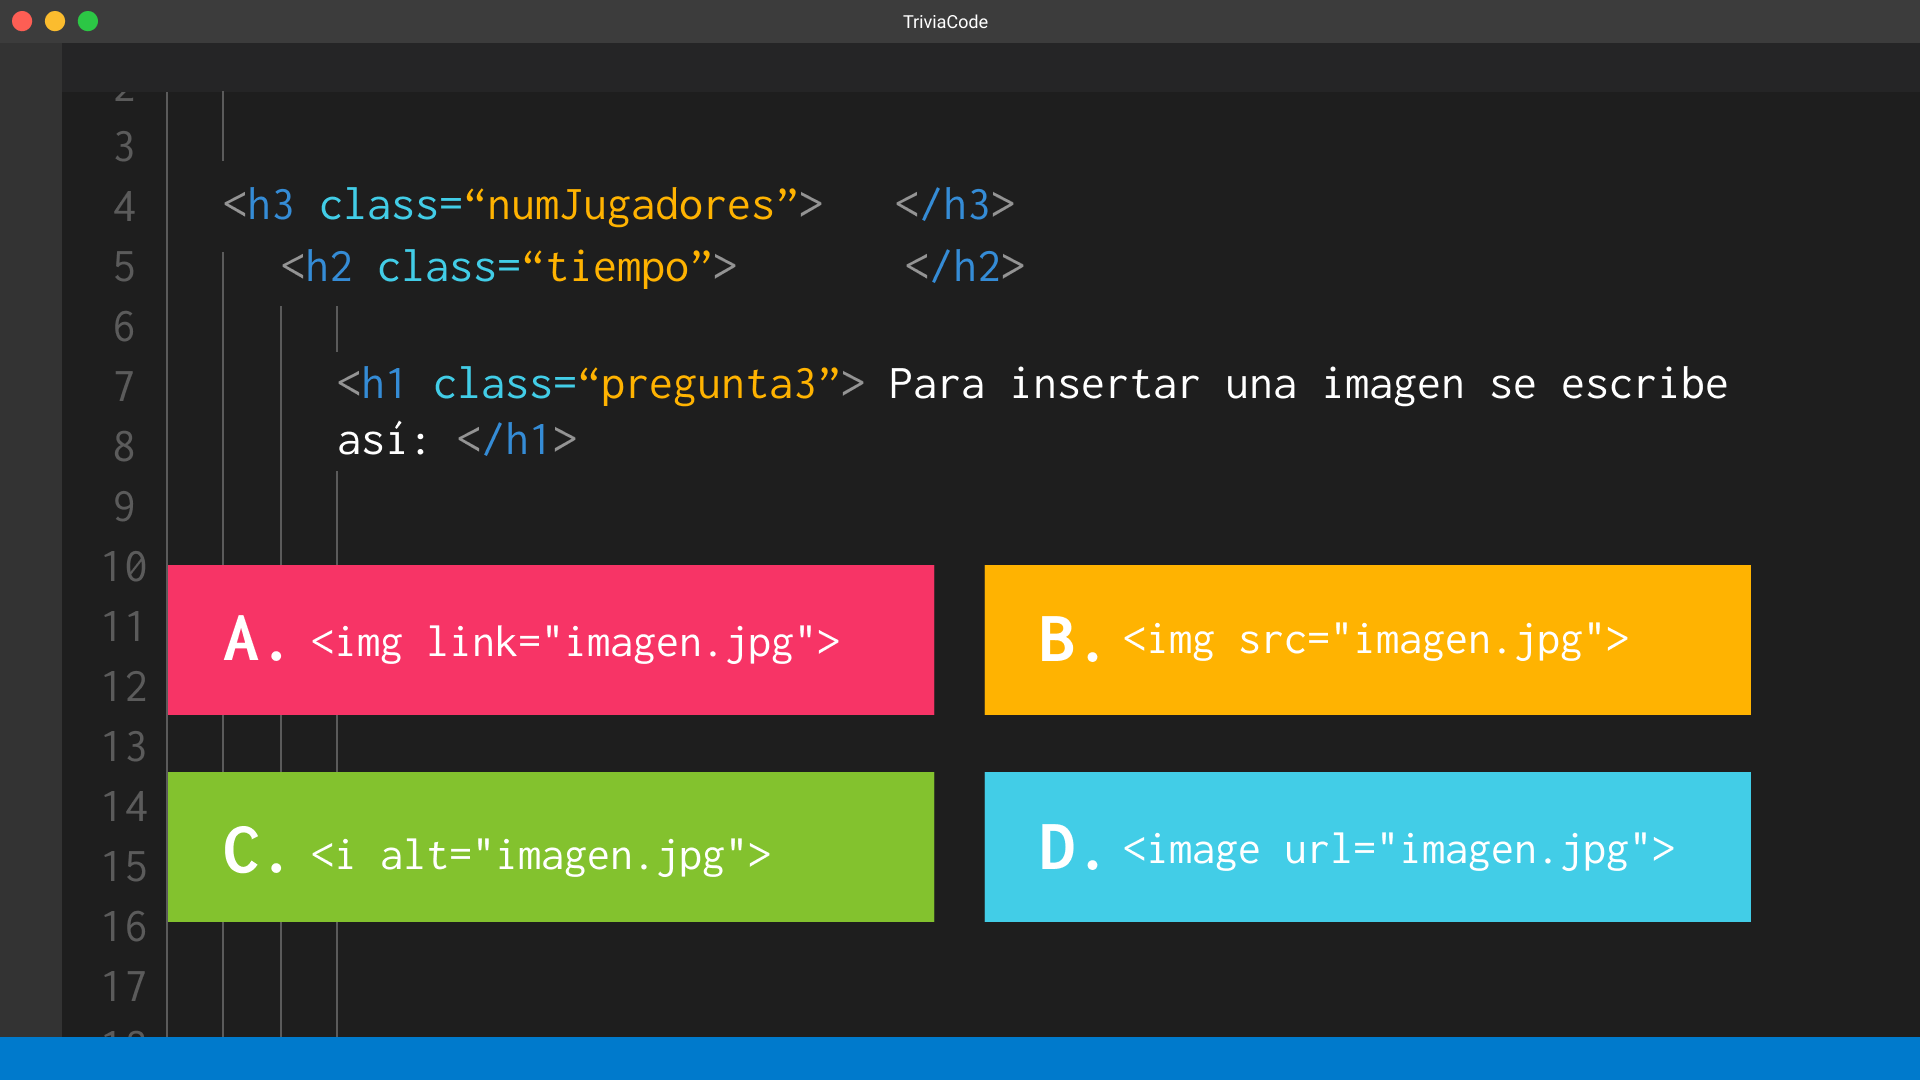 TriviaCode
2
3
4 <h3 class=“numJugadores”> </h3>
5 <h2 class=“tiempo”> </h2>
6
7 <h1 class=“pregunta3”> Para insertar una imagen se escribe
8 así: </h1>
9
10
11 A. <img link="imagen.jpg"> B. <img src="imagen.jpg">
12
13
14
15 C. <i alt="imagen.jpg"> D. <image url="imagen.jpg">
16
17
18